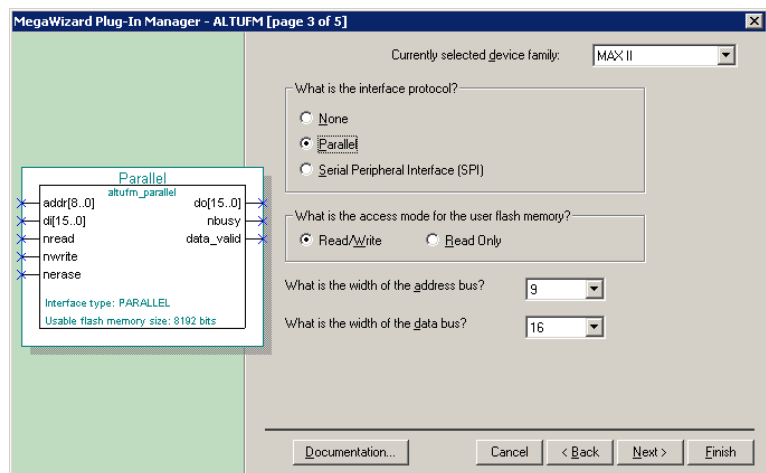 MegaWizard Plug-In Manager - ALTUFM [page 3 of 5]
Currently selected device family:
MAX II
What is the interface protocol?
None
Parallel
Serial Peripheral Interface (SPI)
Parallel
altufm_parallel
addr[8..0]
do[15..0]
di[15..0]
nbusy
nread
data_valid
nwrite
nerase
Interface type: PARALLEL
Usable flash memory size: 8192 bits
What is the access mode for the user flash memory?
Read/Write
Read Only
What is the width of the address bus?
9
What is the width of the data bus?
16
Documentation...
Cancel
< Back
Next >
Finish